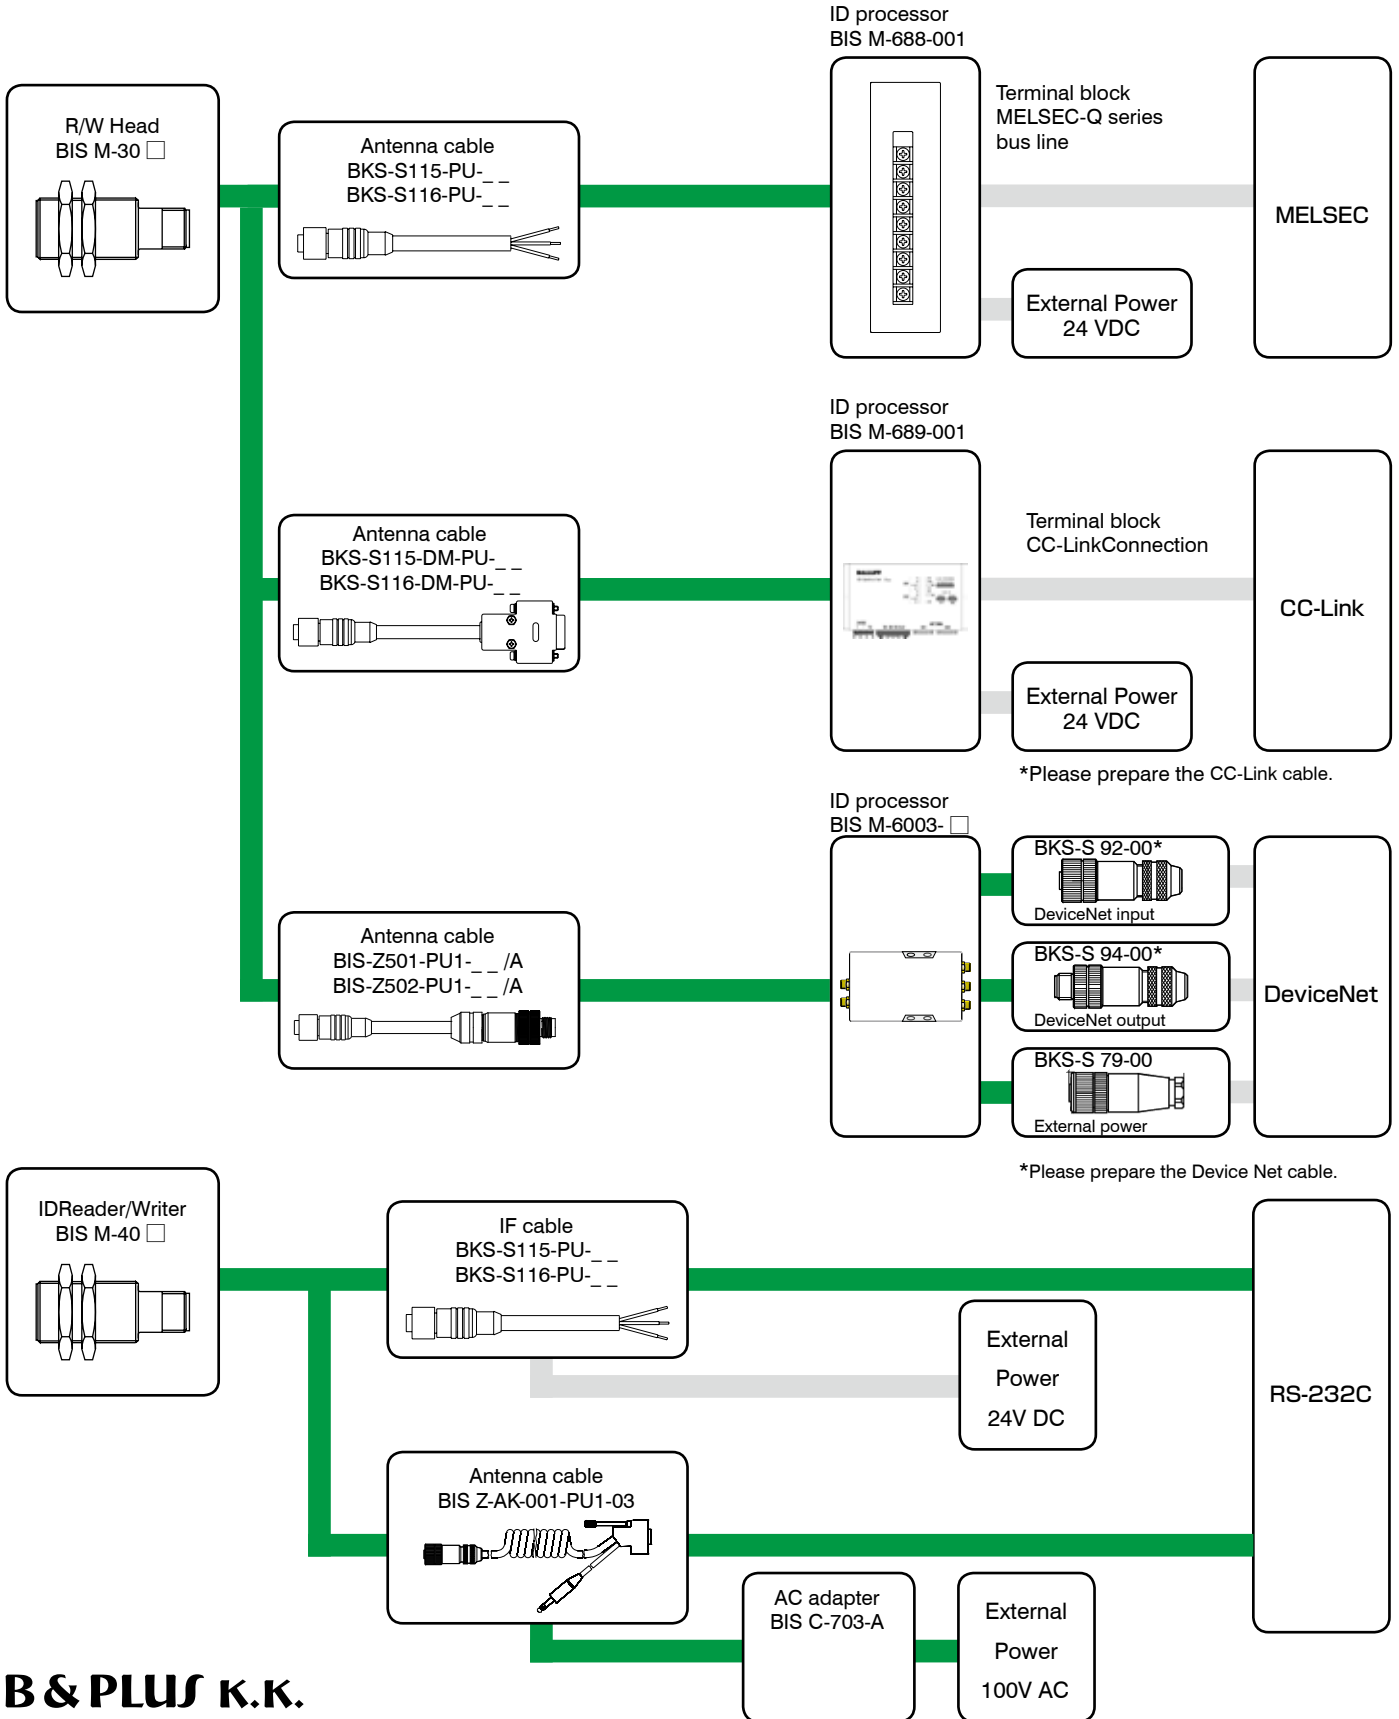 ID processor
BIS M-688-001
R/W Head
BIS M-30 □
Antenna cable
BKS-S115-PU-_ _
BKS-S116-PU-_ _
Terminal block
MELSEC-Q series
bus line
MELSEC
External Power
24 VDC
ID processor
BIS M-689-001
Antenna cable
BKS-S115-DM-PU-_ _
BKS-S116-DM-PU-_ _
BALLUFF
Terminal block
CC-LinkConnection
CC-Link
External Power
24 VDC
*Please prepare the CC-Link cable.
ID processor
BIS M-6003- □
Antenna cable
BIS-Z501-PU1-_ _ /A
BIS-Z502-PU1-_ _ /A
BKS-S 92-00*
DeviceNet input
BKS-S 94-00*
DeviceNet output
BKS-S 79-00
External power
DeviceNet
*Please prepare the Device Net cable.
IDReader/Writer
BIS M-40 □
IF cable
BKS-S115-PU-_ _
BKS-S116-PU-_ _
External
Power
24V DC
RS-232C
Antenna cable
BIS Z-AK-001-PU1-03
AC adapter
BIS C-703-A
External
Power
100V AC
B & PLUS K.K.